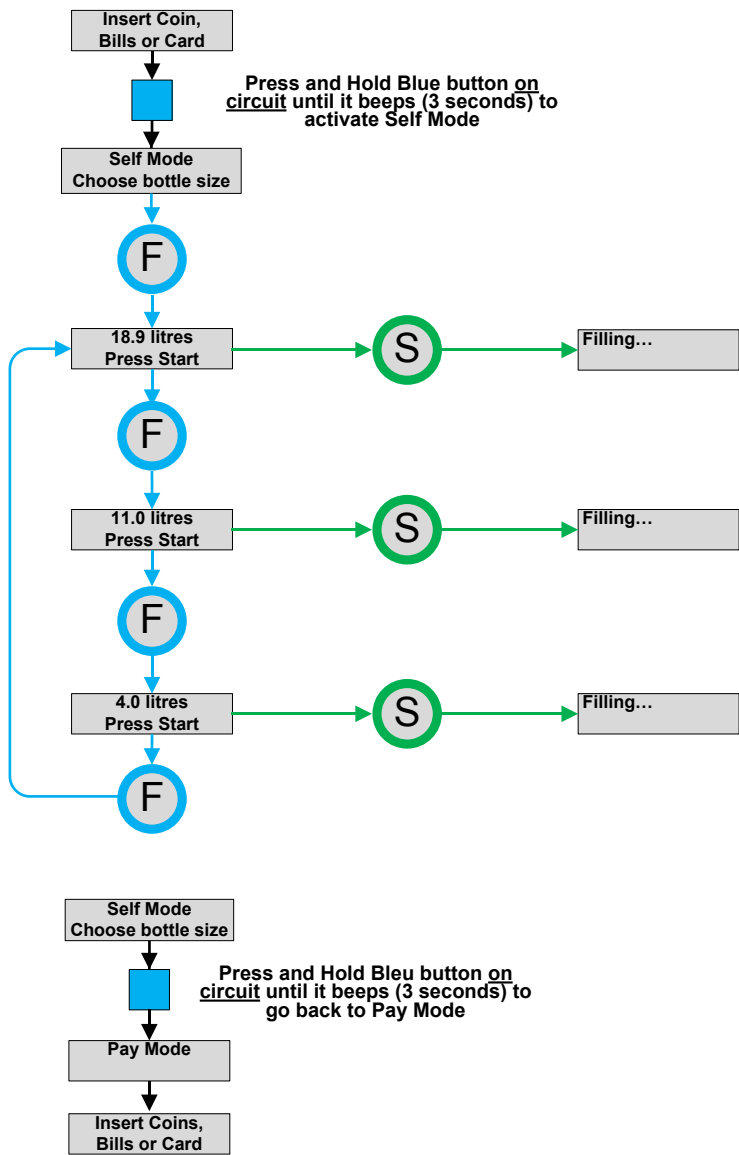 Insert Coin,
Bills or Card
Press and Hold Blue button on
circuit until it beeps (3 seconds) to
activate Self Mode
Self Mode
Choose bottle size
F
18.9 litres
Press Start
S
Filling…
F
11.0 litres
Press Start
S
Filling…
F
4.0 litres
Press Start
S
Filling…
F
Self Mode
Choose bottle size
Press and Hold Bleu button on
circuit until it beeps (3 seconds) to
go back to Pay Mode
Pay Mode
Insert Coins,
Bills or Card